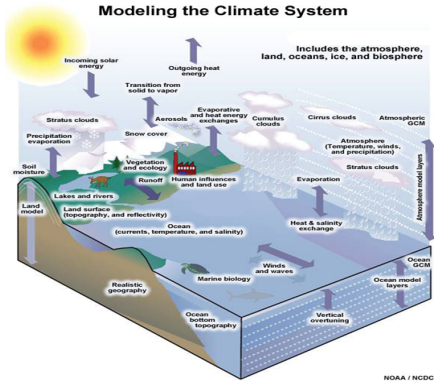 Modeling the Climate System
Includes the atmosphere,
land, oceans, ice, and biosphere
Incoming solar
energy
Outgoing heat
energy
Transition from
solid to vapor
Stratus clouds
Aerosols
Evaporative
and heat energy
exchanges
Cumulus
clouds
Cirrus clouds
Atmospheric
GCM
Precipitation
evaporation
Snow cover
Atmosphere
(Temperature, winds,
and precipitation)
Stratus clouds
Atmosphere model layers
Soil
moisture
Vegetation
and ecology
Runoff
Human influences
and land use
Evaporation
Lakes and rivers
Land
model
Land surface
(topography, and reflectivity)
Heat & salinity
exchange
Ocean
(currents, temperature, and salinity)
Ocean
GCM
Winds
and waves
Marine biology
Ocean model
layers
Realistic
geography
Ocean
bottom
topography
Vertical
overtuning
NOAA / NCDC